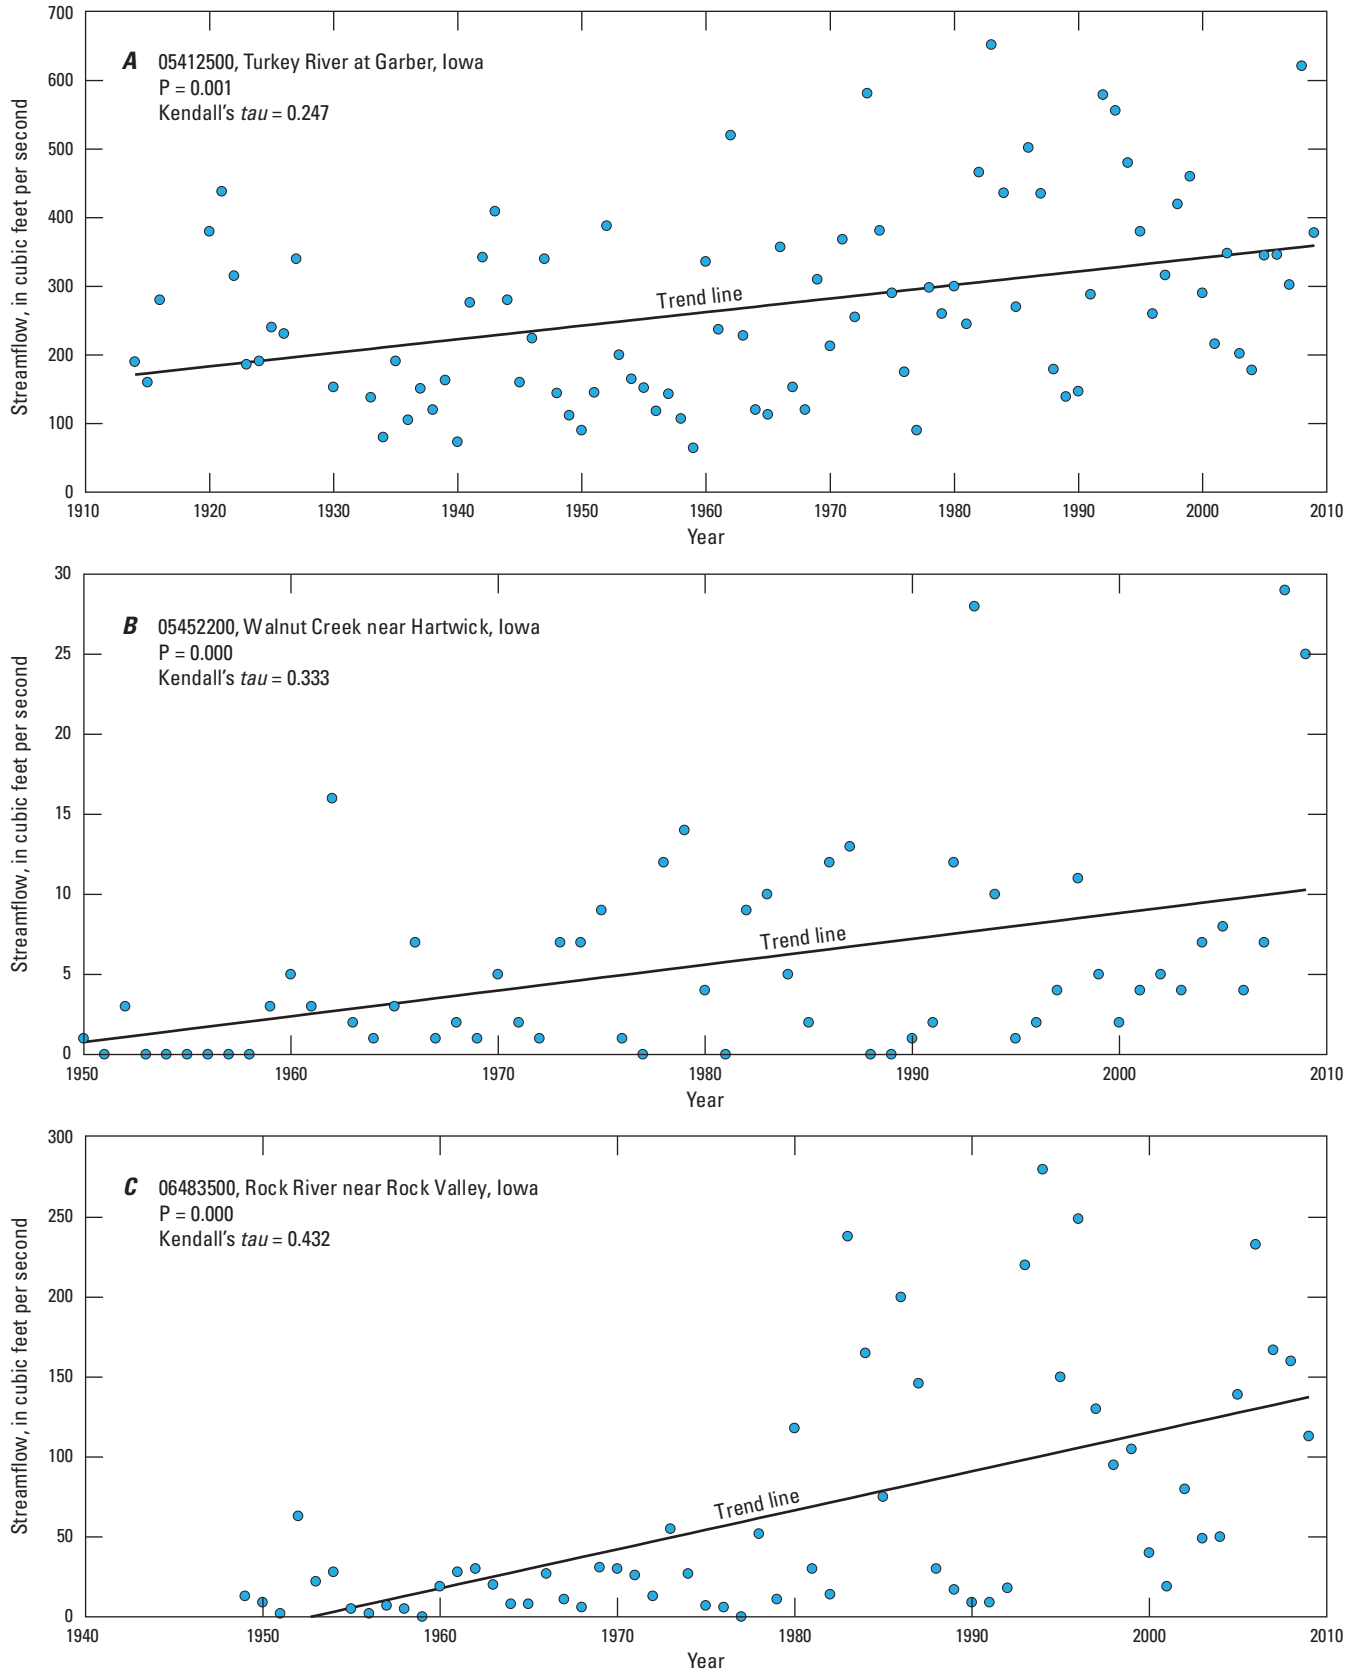 700
A 05412500, Turkey River at Garber, Iowa
P = 0.001
Kendall's tau = 0.247
600
500
400
300
200
100
0
Streamflow, in cubic feet per second
Trend line
1910 1920 1930 1940 1950 1960 1970 1980 1990 2000 2010
Year
30
B 05452200, Walnut Creek near Hartwick, Iowa
P = 0.000
Kendall's tau = 0.333
25
20
15
10
5
0
Streamflow, in cubic feet per second
Trend line
1950 1960 1970 1980 1990 2000 2010
Year
300
C 06483500, Rock River near Rock Valley, Iowa
P = 0.000
Kendall's tau = 0.432
250
200
150
100
50
0
Streamflow, in cubic feet per second
Trend line
1940 1950 1960 1970 1980 1990 2000 2010
Year